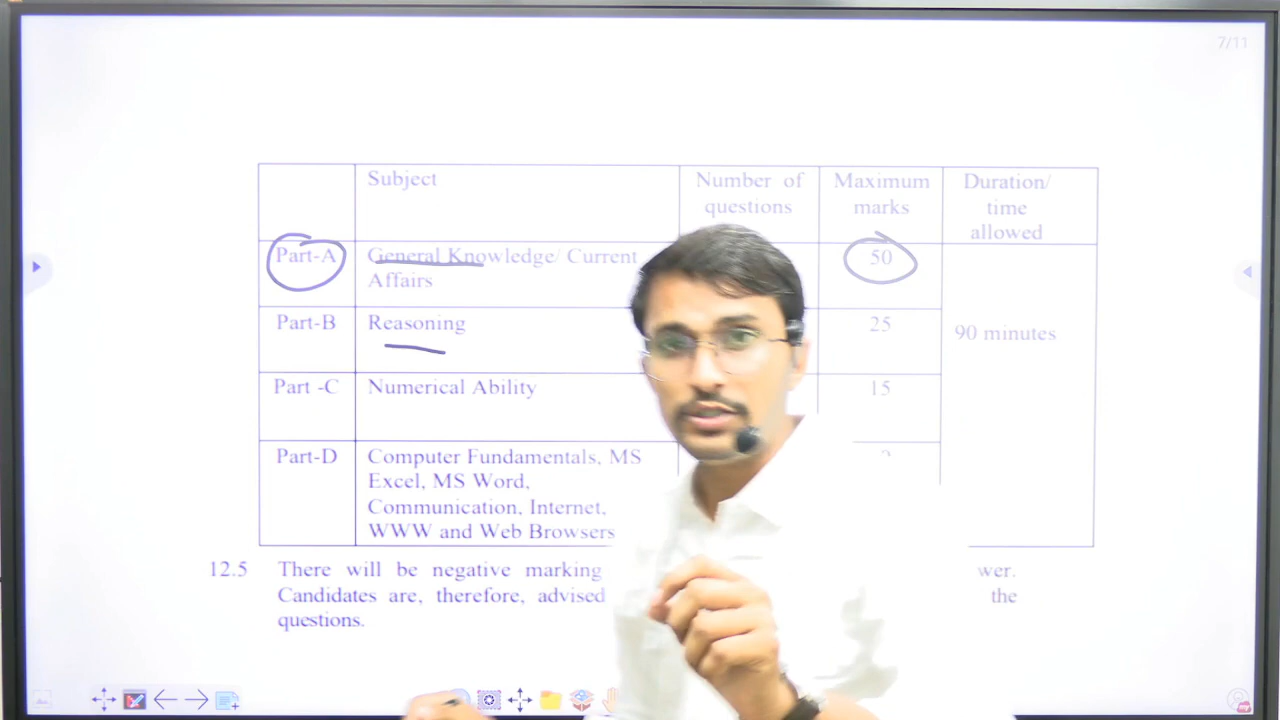 7/11
Subject
Number of
questions
Maximum
marks
Duration/
time
allowed
Part-A
General Knowledge/ Current
Affairs
50
Part-B
Reasoning
25
90 minutes
Part -C
Numerical Ability
15
Part-D
Computer Fundamentals, MS
Excel, MS Word,
Communication, Internet,
WWW and Web Browsers
12.5 There will be negative marking wer.
Candidates are, therefore, advised the
questions.